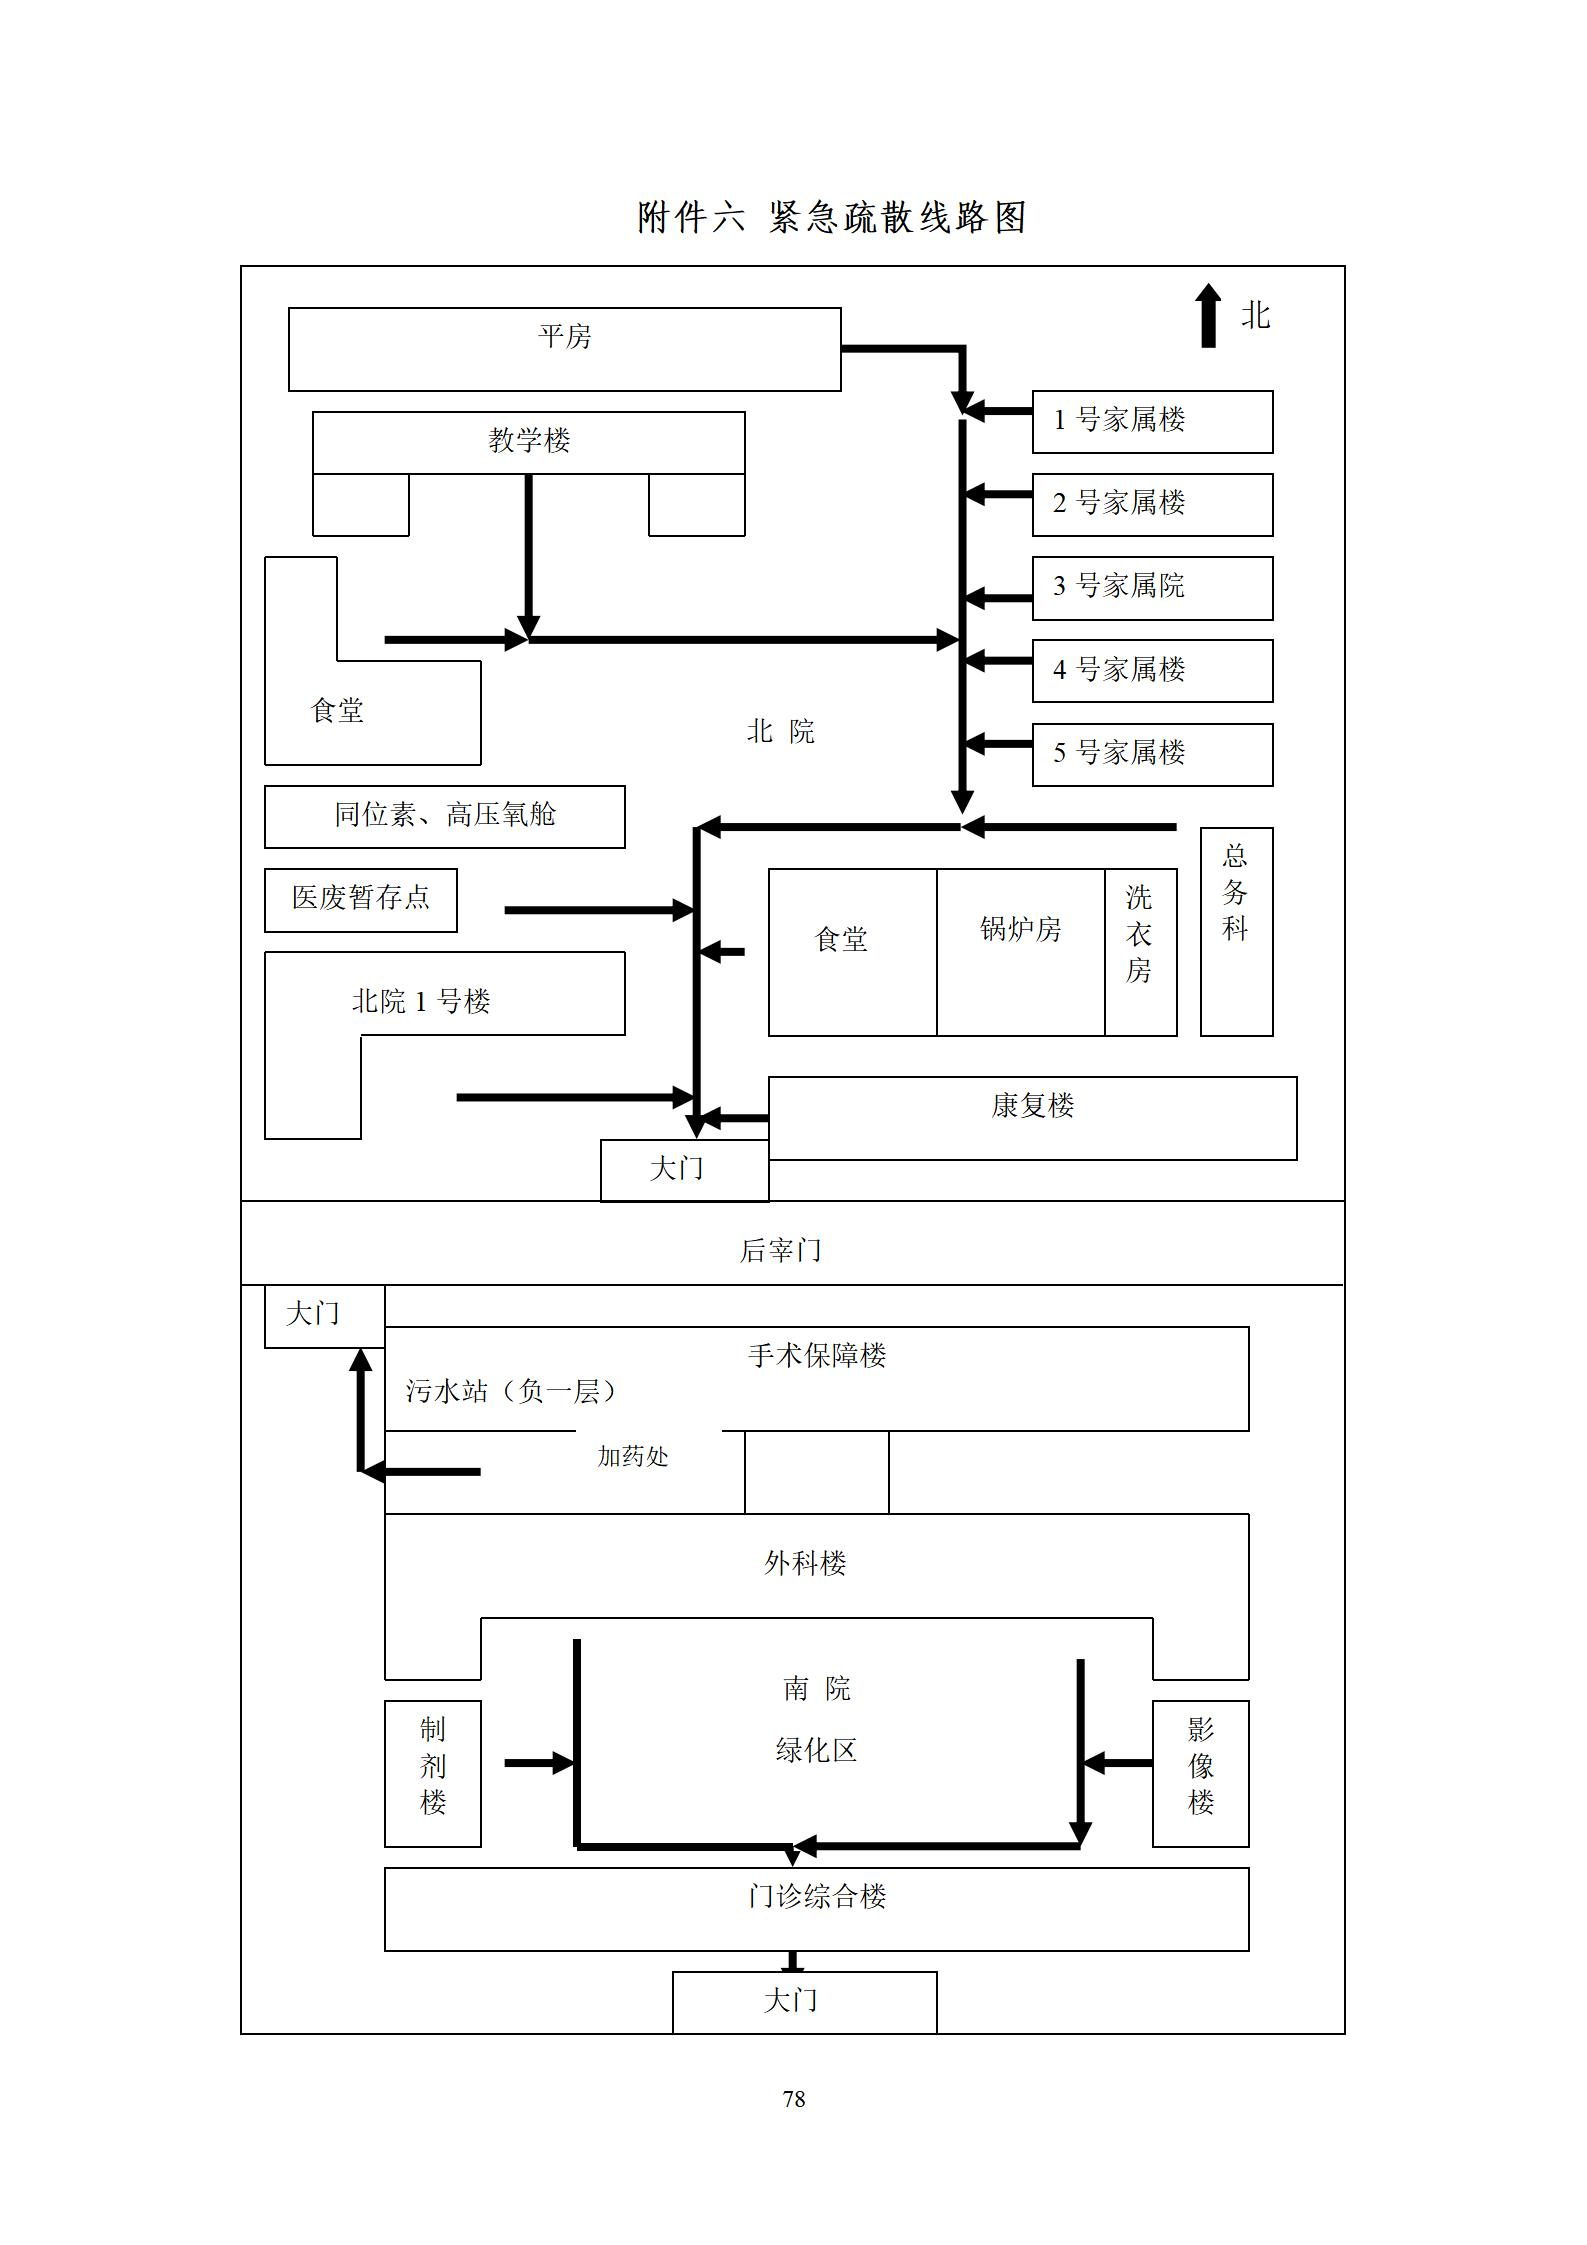 附件六 紧急疏散线路图
北
平房
1 号家属楼
教学楼
2 号家属楼
3 号家属院
4 号家属楼
食堂
北 院
5 号家属楼
同位素、高压氧舱
总务科
医废暂存点
洗衣房
锅炉房
食堂
北院 1 号楼
康复楼
大门
后宰门
大门
手术保障楼
污水站（负一层）
加药处
外科楼
南 院
制剂楼
影像楼
绿化区
门诊综合楼
大门
78